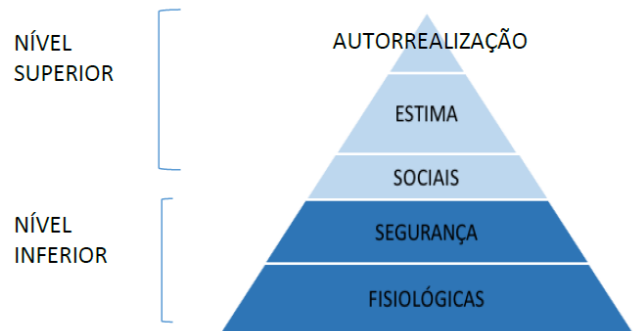 NÍVEL
SUPERIOR
AUTORREALIZAÇÃO
ESTIMA
SOCIAIS
NÍVEL
INFERIOR
SEGURANÇA
FISIOLÓGICAS